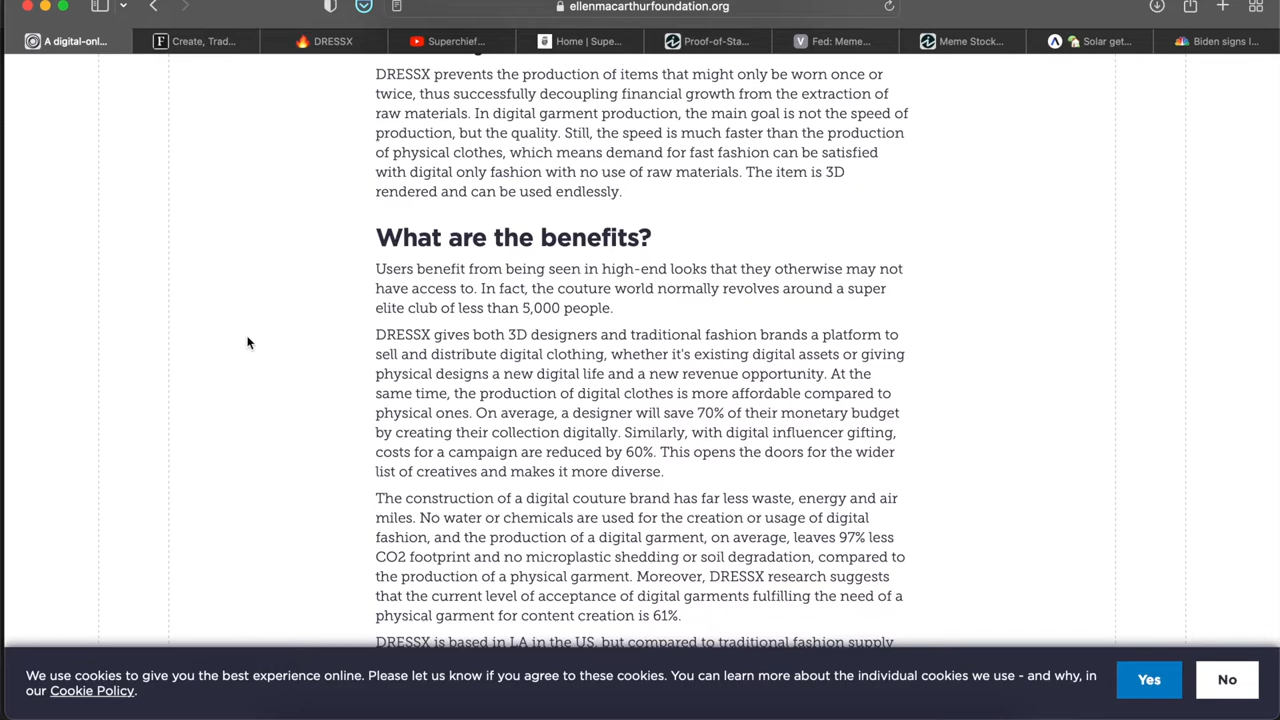 ellenmacarthurfoundation.org
A digital-onl...
Create, Trad...
DRESSX
Superchief...
Home | Supe...
Proof-of-Sta...
Fed: Meme...
Meme Stock...
Solar get...
Biden signs l...
DRESSX prevents the production of items that might only be worn once or
twice, thus successfully decoupling financial growth from the extraction of
raw materials. In digital garment production, the main goal is not the speed of
production, but the quality. Still, the speed is much faster than the production
of physical clothes, which means demand for fast fashion can be satisfied
with digital only fashion with no use of raw materials. The item is 3D
rendered and can be used endlessly.
What are the benefits?
Users benefit from being seen in high-end looks that they otherwise may not
have access to. In fact, the couture world normally revolves around a super
elite club of less than 5,000 people.
DRESSX gives both 3D designers and traditional fashion brands a platform to
sell and distribute digital clothing, whether it's existing digital assets or giving
physical designs a new digital life and a new revenue opportunity. At the
same time, the production of digital clothes is more affordable compared to
physical ones. On average, a designer will save 70% of their monetary budget
by creating their collection digitally. Similarly, with digital influencer gifting,
costs for a campaign are reduced by 60%. This opens the doors for the wider
list of creatives and makes it more diverse.
The construction of a digital couture brand has far less waste, energy and air
miles. No water or chemicals are used for the creation or usage of digital
fashion, and the production of a digital garment, on average, leaves 97% less
CO2 footprint and no microplastic shedding or soil degradation, compared to
the production of a physical garment. Moreover, DRESSX research suggests
that the current level of acceptance of digital garments fulfilling the need of a
physical garment for content creation is 61%.
DRESSX is based in LA in the US, but compared to traditional fashion supply
We use cookies to give you the best experience online. Please let us know if you agree to these cookies. You can learn more about the individual cookies we use - and why, in
our Cookie Policy.
Yes
No